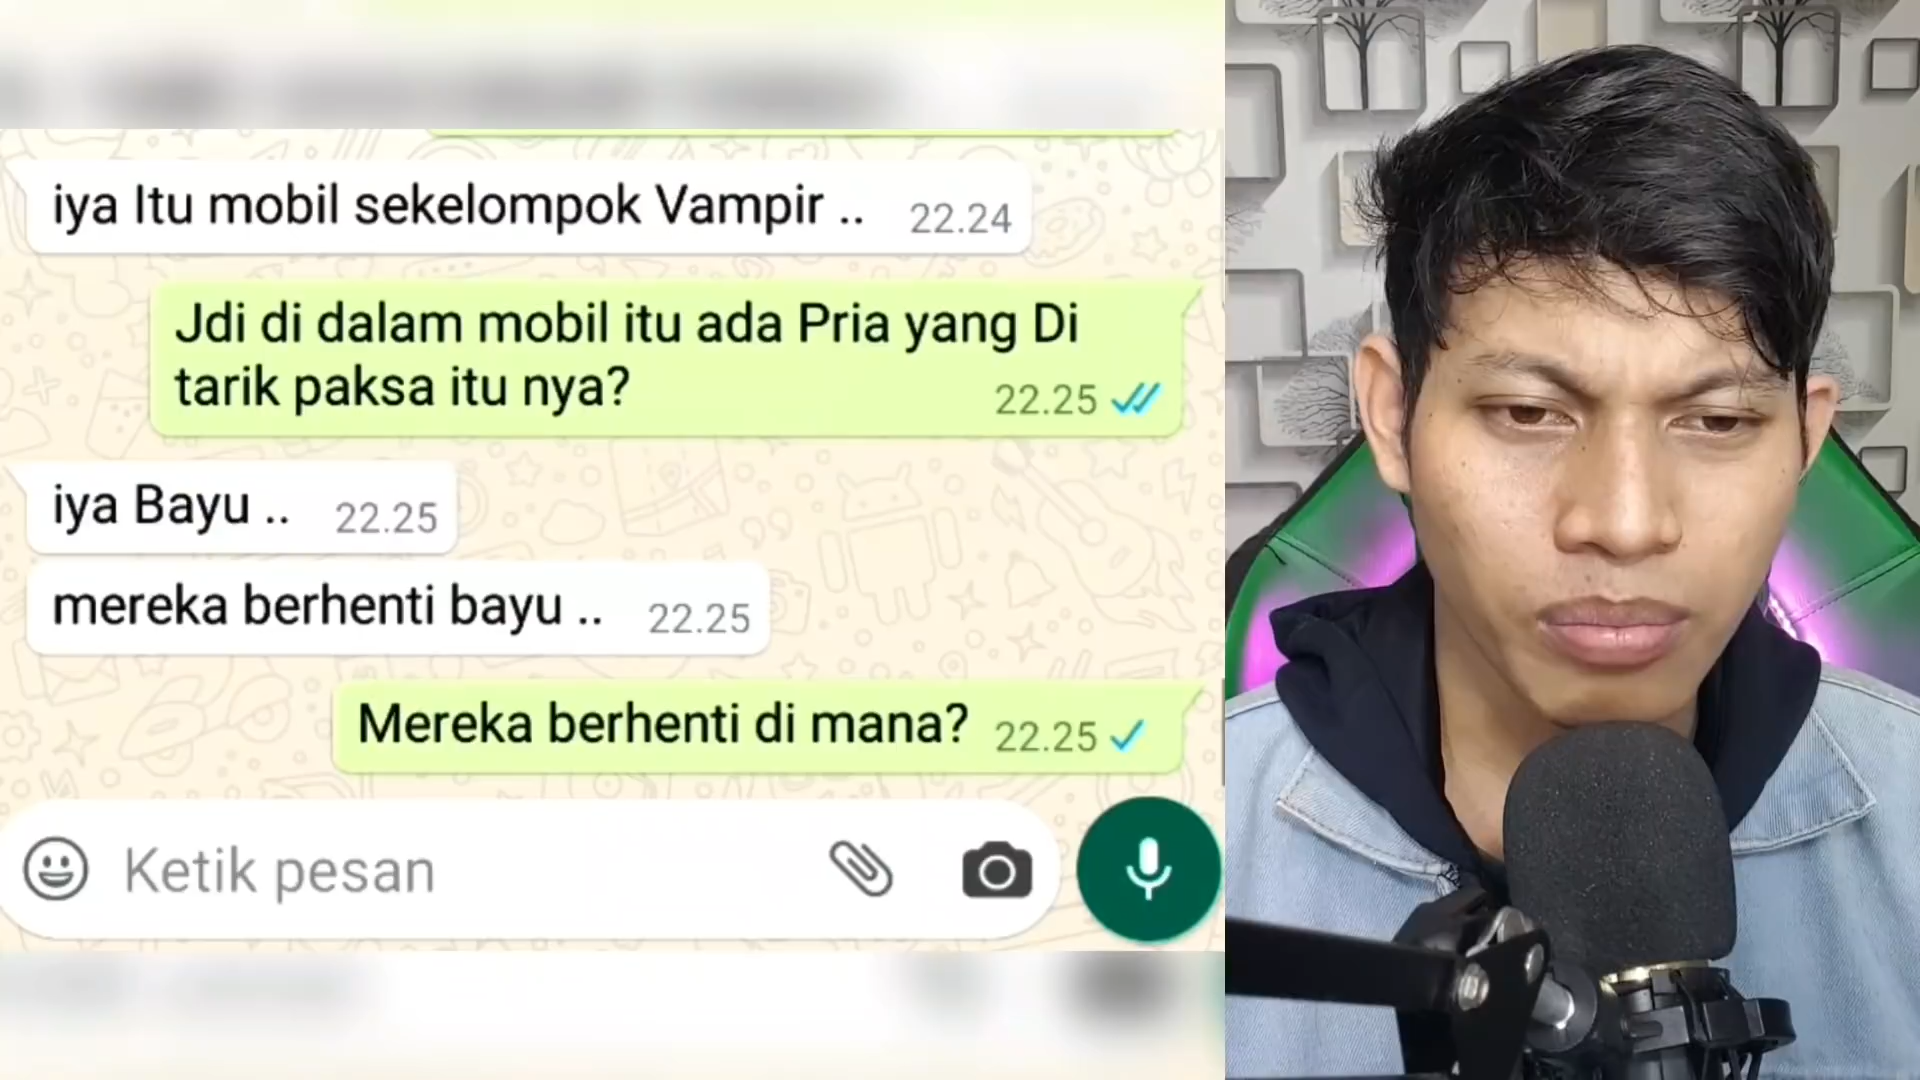 iya Itu mobil sekelompok Vampir .. 22.24
Jdi di dalam mobil itu ada Pria yang Di
tarik paksa itu nya? 22.25
iya Bayu .. 22.25
mereka berhenti bayu .. 22.25
Mereka berhenti di mana? 22.25
Ketik pesan